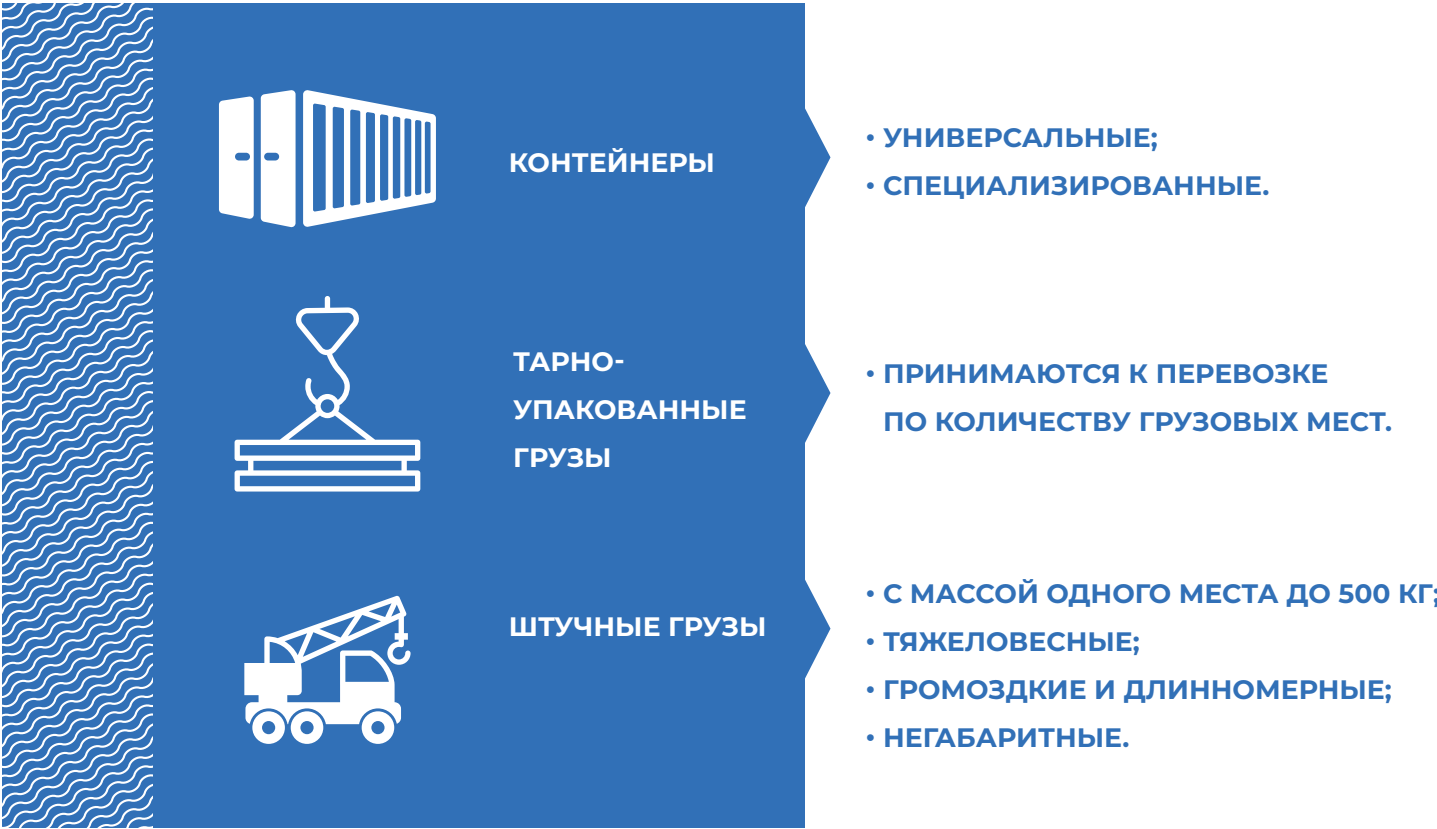 КОНТЕЙНЕРЫ
• УНИВЕРСАЛЬНЫЕ;
• СПЕЦИАЛИЗИРОВАННЫЕ.
ТАРНО-
УПАКОВАННЫЕ
ГРУЗЫ
• ПРИНИМАЮТСЯ К ПЕРЕВОЗКЕ
ПО КОЛИЧЕСТВУ ГРУЗОВЫХ МЕСТ.
ШТУЧНЫЕ ГРУЗЫ
• С МАССОЙ ОДНОГО МЕСТА ДО 500 КГ;
• ТЯЖЕЛОВЕСНЫЕ;
• ГРОМОЗДКИЕ И ДЛИННОМЕРНЫЕ;
• НЕГАБАРИТНЫЕ.